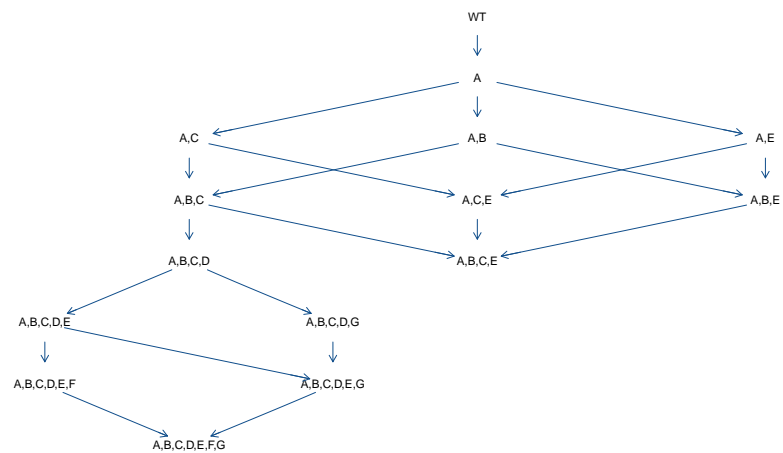 WT
A
A,C
A,B
A,E
A,B,C
A,C,E
A,B,E
A,B,C,D
A,B,C,E
A,B,C,D,E
A,B,C,D,G
A,B,C,D,E,F
A,B,C,D,E,G
A,B,C,D,E,F,G